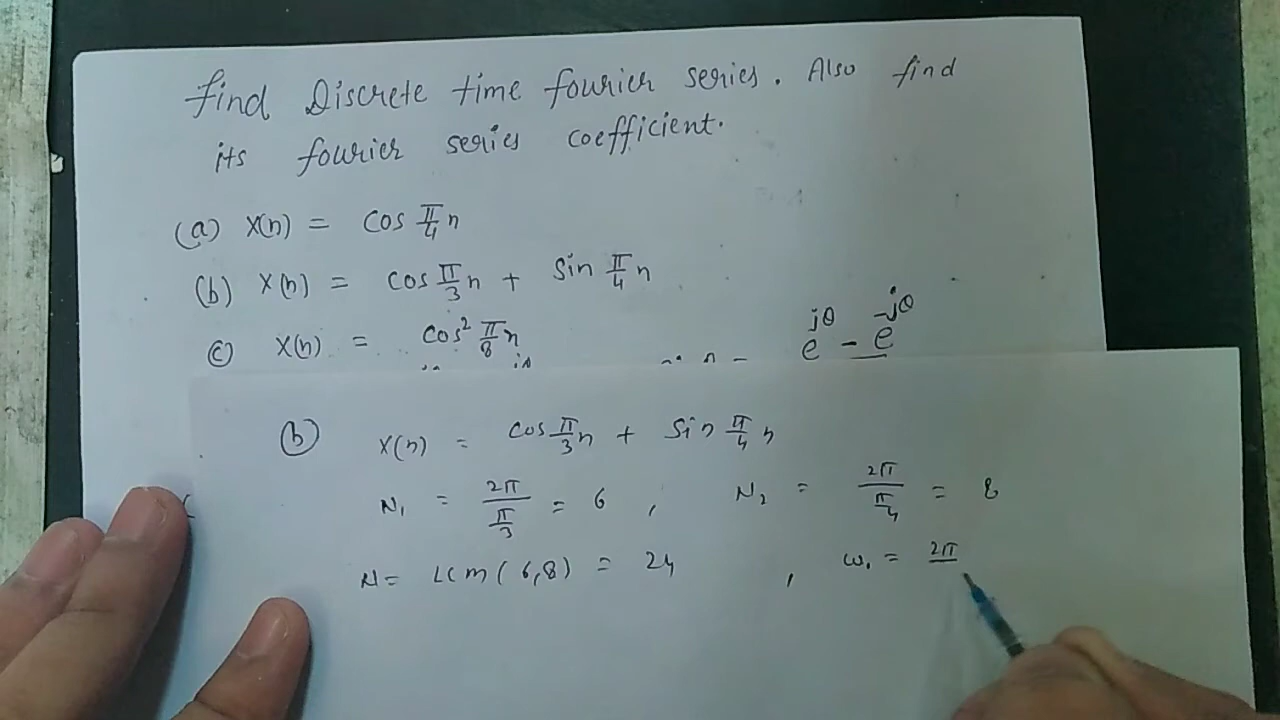 find Discrete time fourier series. Also find
its fourier series coefficient.
(a) x(n) = cos π/4 n
(b) x(n) = cos π/3 n + sin π/4 n
(c) x(n) = cos² π/8 n
e^jθ - e^-jθ
(b) x(n) = cos π/3 n + sin π/4 n
N₁ = 2π/(π/3) = 6 , N₂ = 2π/(π/4) = 8
N = LCM (6,8) = 24 , ω₁ = 2π